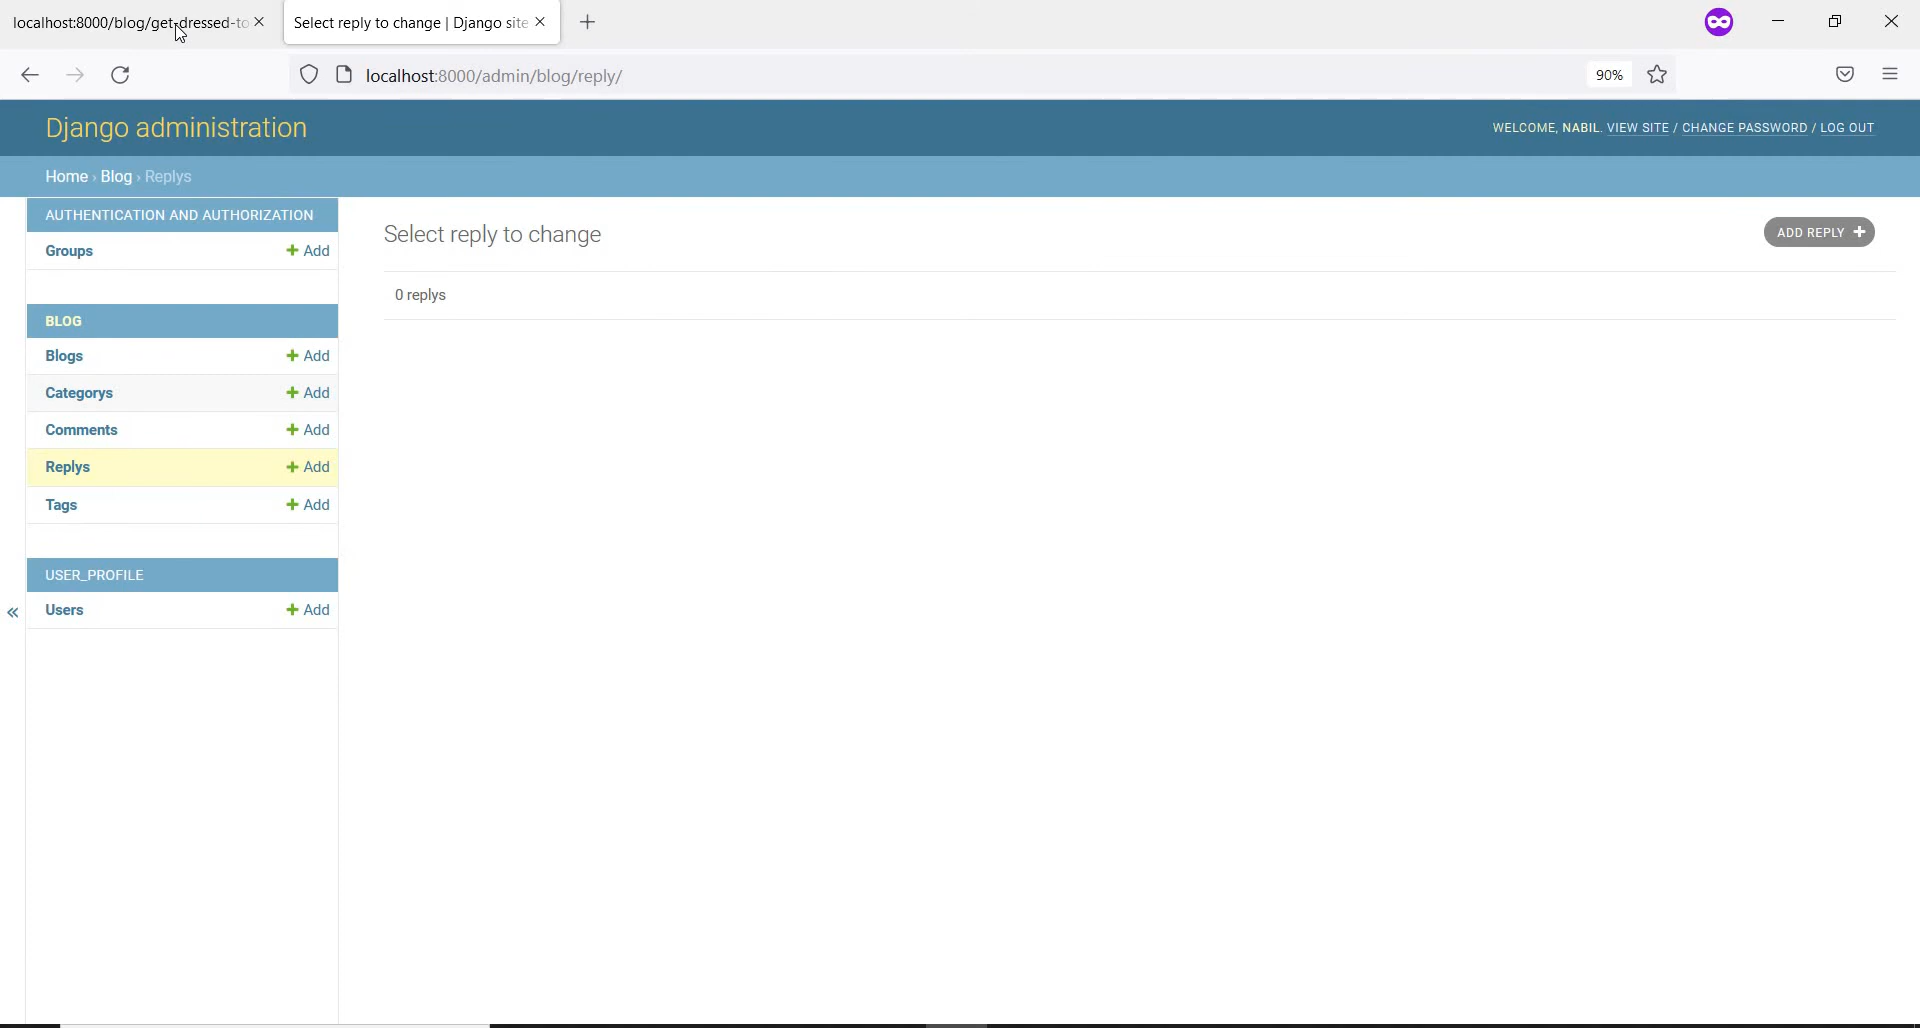 localhost:8000/blog/get-dressed-to
Select reply to change | Django site
localhost:8000/admin/blog/reply/
90%
Django administration
WELCOME, NABIL. VIEW SITE / CHANGE PASSWORD / LOG OUT
Home › Blog › Replys
AUTHENTICATION AND AUTHORIZATION
Groups
Add
BLOG
Blogs
Add
Categorys
Add
Comments
Add
Replys
Add
Tags
Add
USER_PROFILE
Users
Add
«
Select reply to change
ADD REPLY +
0 replys